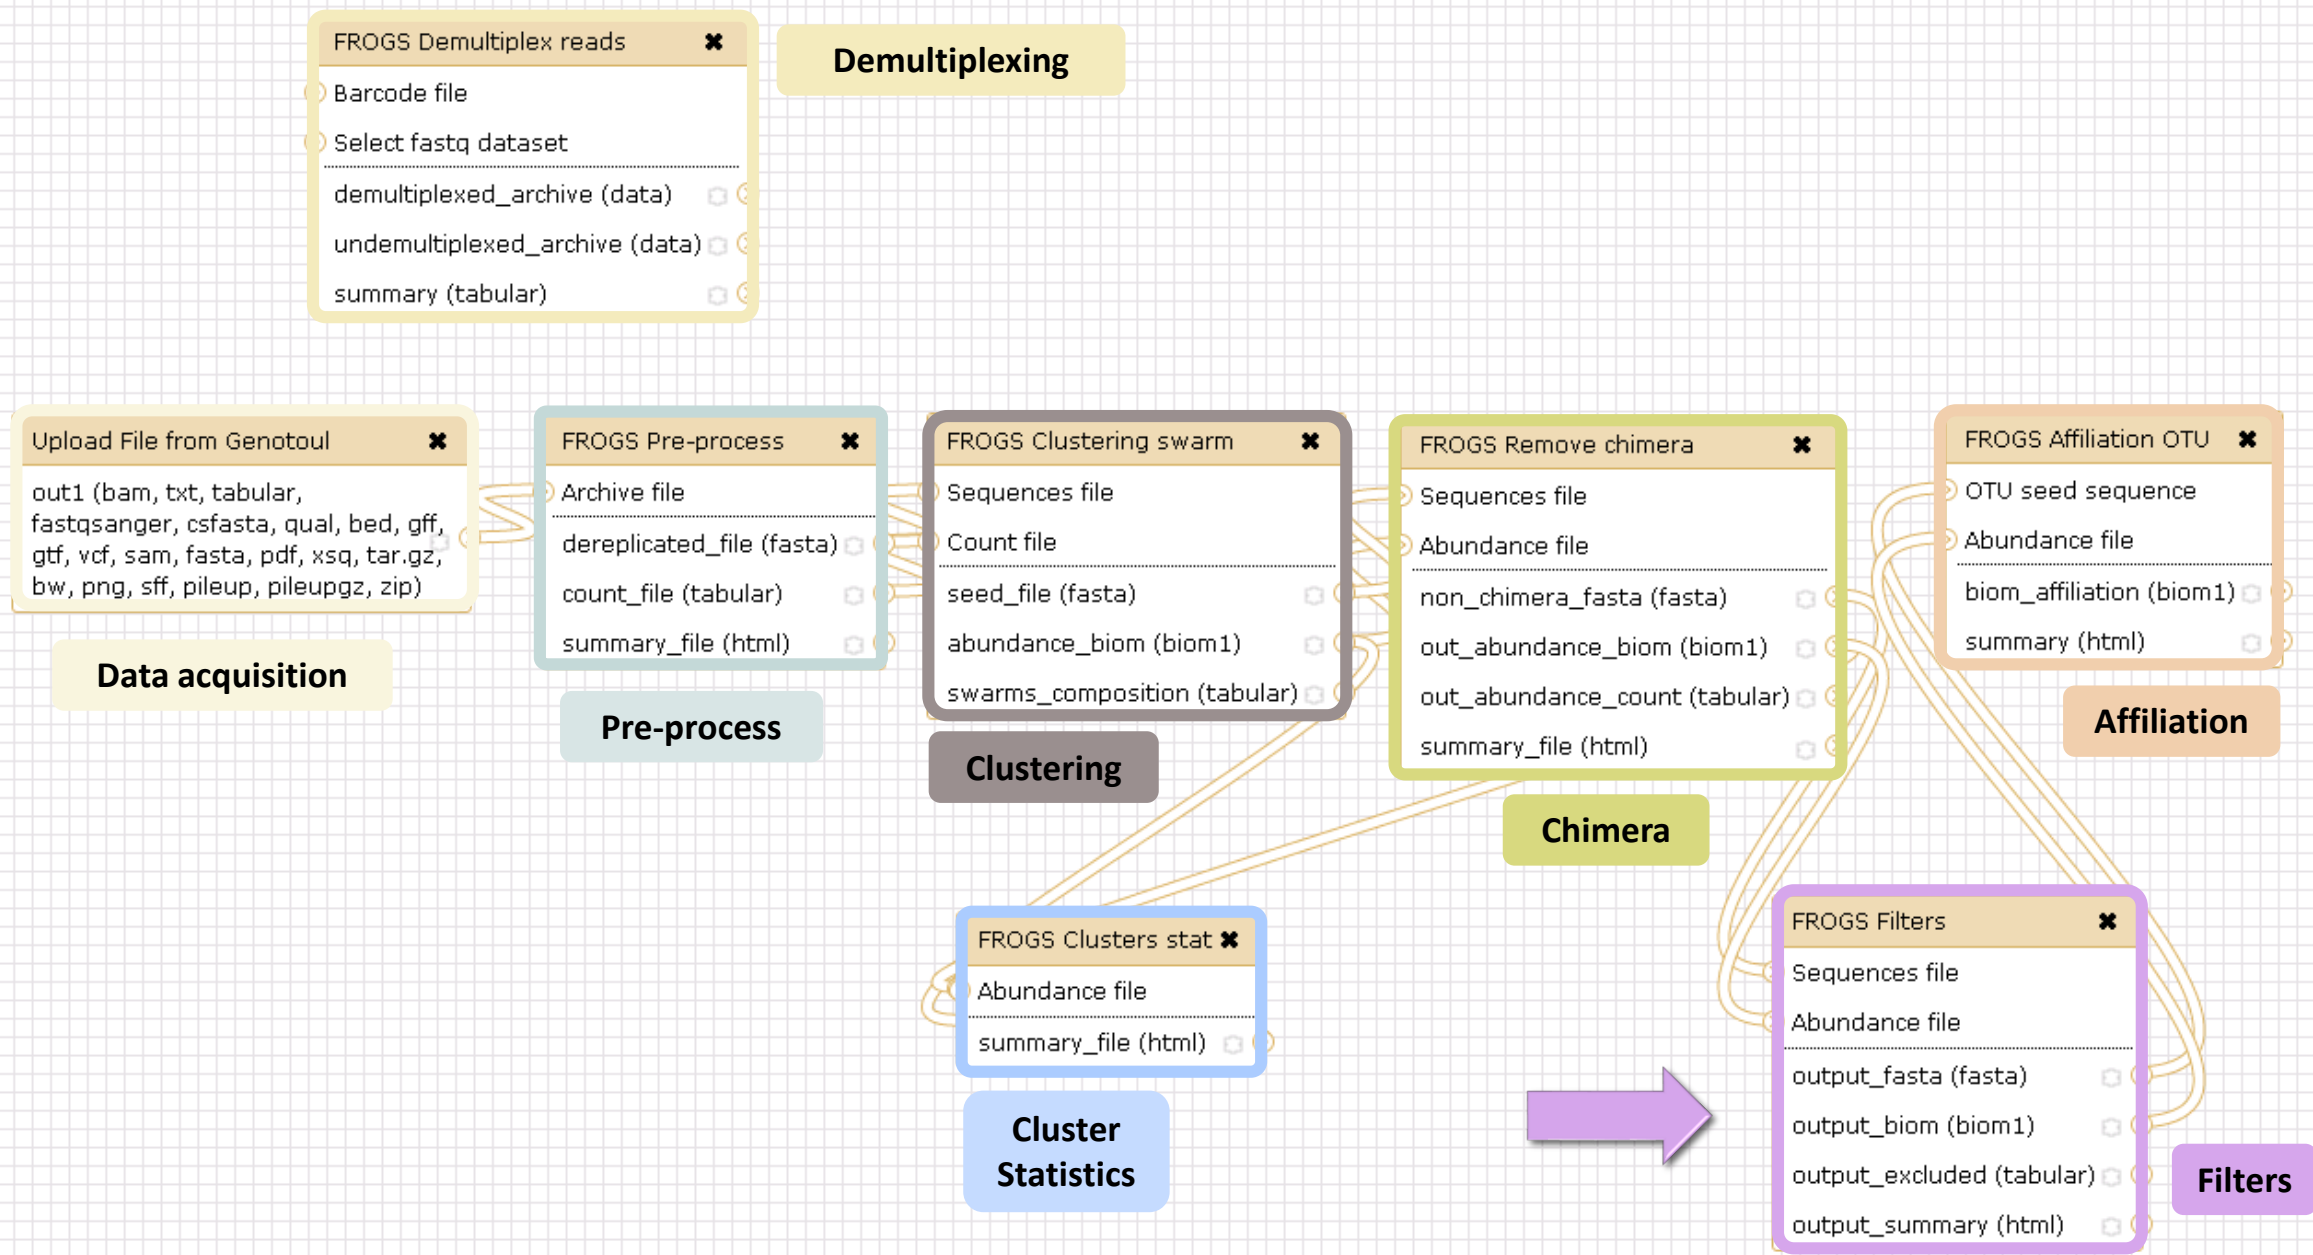 FROGS Demultiplex reads
Barcode file
Select fastq dataset
demultiplexed_archive (data)
undemultiplexed_archive (data)
summary (tabular)
Demultiplexing
Upload File from Genotoul
out1 (bam, txt, tabular,
fastqsanger, csfasta, qual, bed, gff,
gtf, vcf, sam, fasta, pdf, xsq, tar.gz,
bw, png, sff, pileup, pileupgz, zip)
Data acquisition
FROGS Pre-process
Archive file
dereplicated_file (fasta)
count_file (tabular)
summary_file (html)
Pre-process
FROGS Clustering swarm
Sequences file
Count file
seed_file (fasta)
abundance_biom (biom1)
swarms_composition (tabular)
Clustering
FROGS Remove chimera
Sequences file
Abundance file
non_chimera_fasta (fasta)
out_abundance_biom (biom1)
out_abundance_count (tabular)
summary_file (html)
Chimera
FROGS Affiliation OTU
OTU seed sequence
Abundance file
biom_affiliation (biom1)
summary (html)
Affiliation
FROGS Clusters stat
Abundance file
summary_file (html)
Cluster
Statistics
FROGS Filters
Sequences file
Abundance file
output_fasta (fasta)
output_biom (biom1)
output_excluded (tabular)
output_summary (html)
Filters